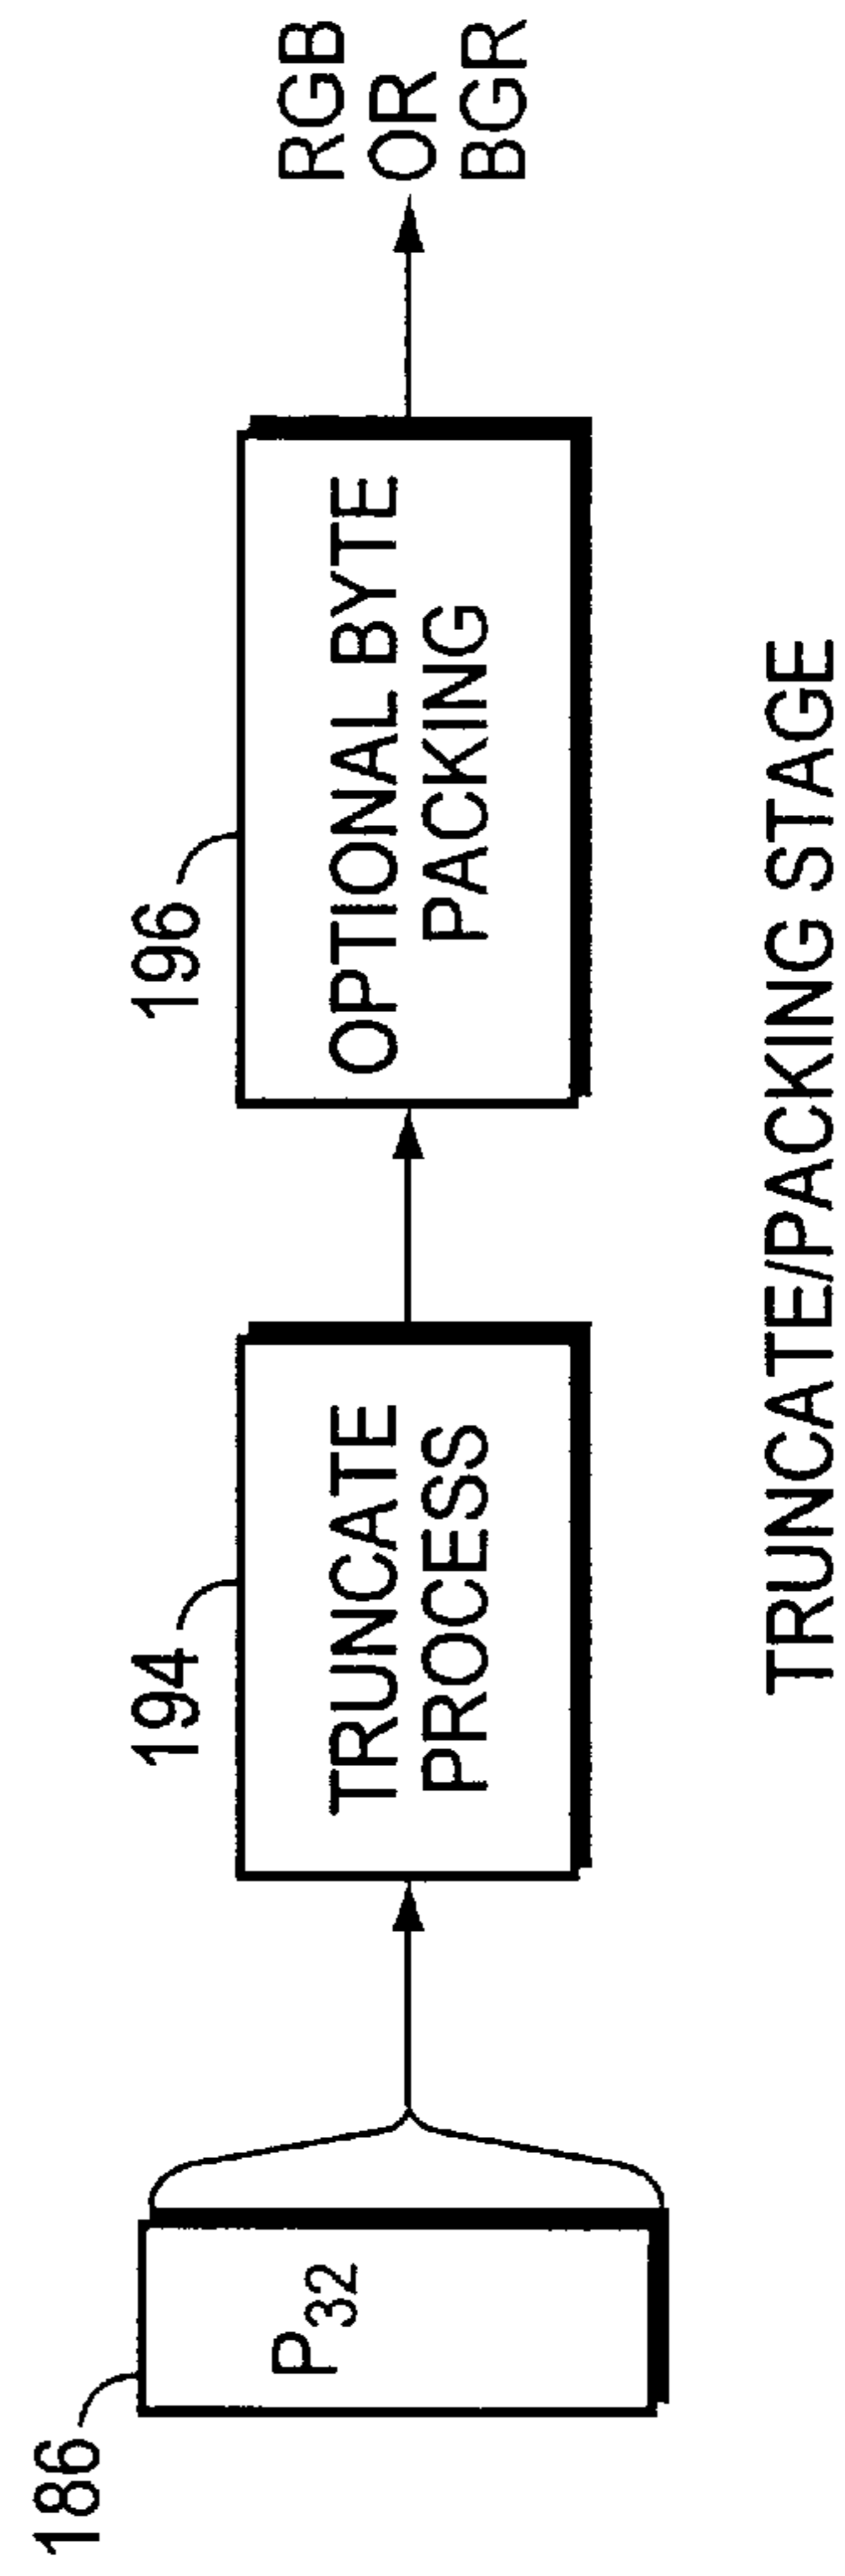 186
P32
194
TRUNCATE
PROCESS
196
OPTIONAL BYTE
PACKING
RGB
OR
BGR
TRUNCATE/PACKING STAGE